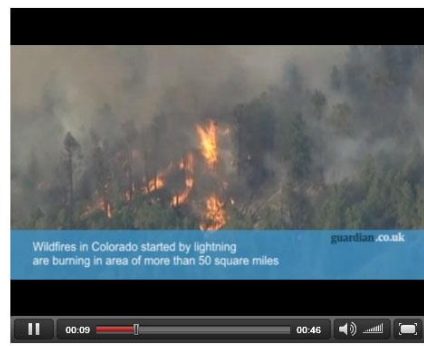 guardian.co.uk
Wildfires in Colorado started by lightning
are burning in area of more than 50 square miles
00:09
00:46